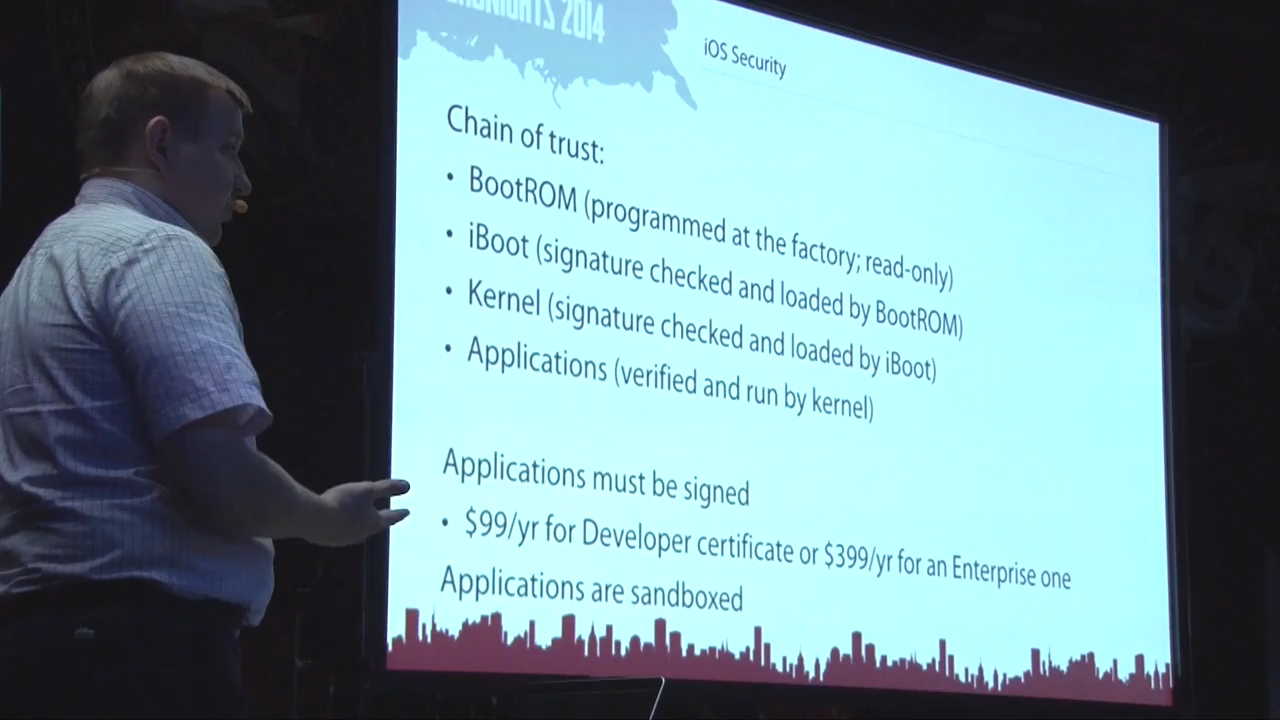 2014
iOS Security
Chain of trust:
• BootROM (programmed at the factory; read-only)
• iBoot (signature checked and loaded by BootROM)
• Kernel (signature checked and loaded by iBoot)
• Applications (verified and run by kernel)
Applications must be signed
• $99/yr for Developer certificate or $399/yr for an Enterprise one
Applications are sandboxed